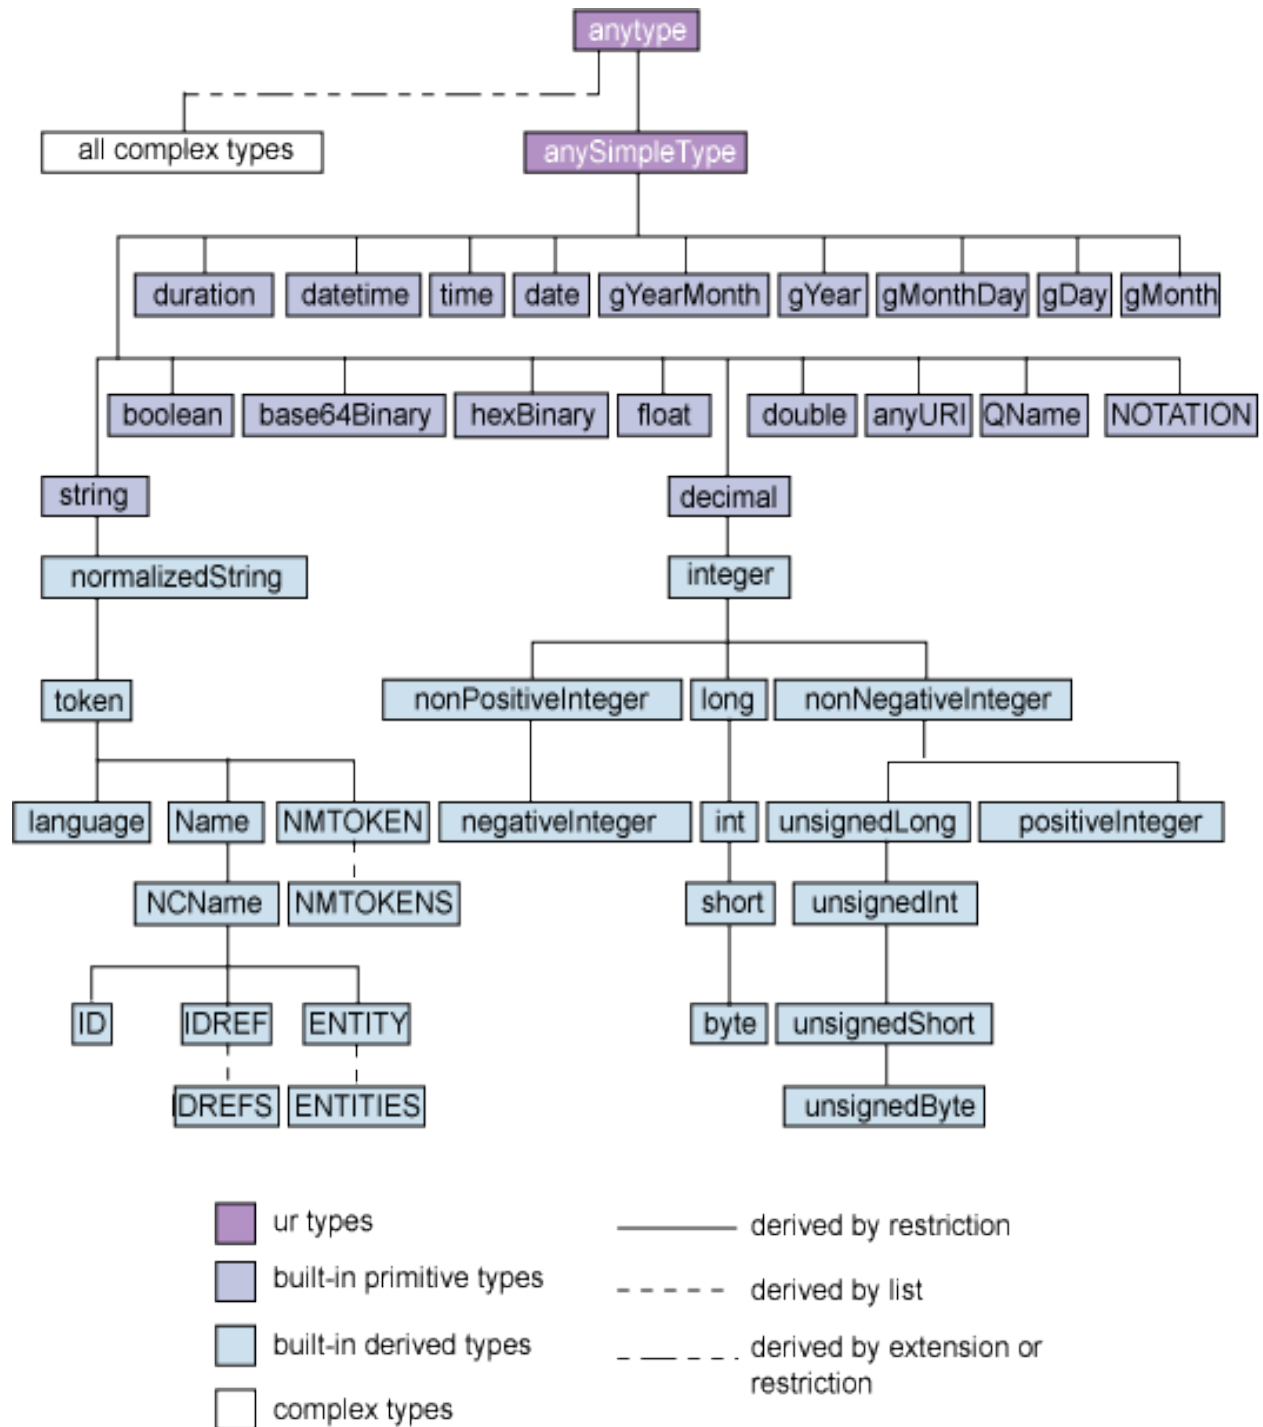 anytype
all complex types
anySimpleType
duration
datetime
time
date
gYearMonth
gYear
gMonthDay
gDay
gMonth
boolean
base64Binary
hexBinary
float
double
anyURI
QName
NOTATION
string
decimal
normalizedString
integer
token
nonPositiveInteger
long
nonNegativeInteger
language
Name
NMTOKEN
negativeInteger
int
unsignedLong
positiveInteger
NCName
NMTOKENS
short
unsignedInt
ID
IDREF
ENTITY
byte
unsignedShort
IDREFS
ENTITIES
unsignedByte
ur types
derived by restriction
built-in primitive types
derived by list
built-in derived types
derived by extension or
restriction
complex types